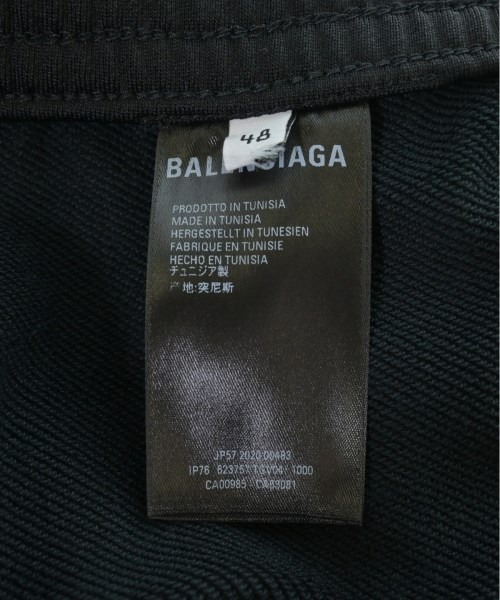 48
BALENCIAGA
PRODOTTO IN TUNISIA
MADE IN TUNISIA
HERGESTELLT IN TUNESIEN
FABRIQUE EN TUNISIE
HECHO EN TUNISIA
チュニジア製
产地:突尼斯
JP57 2020 00483
IP76 623757 TGV04 1000
CA00985 - CA83081